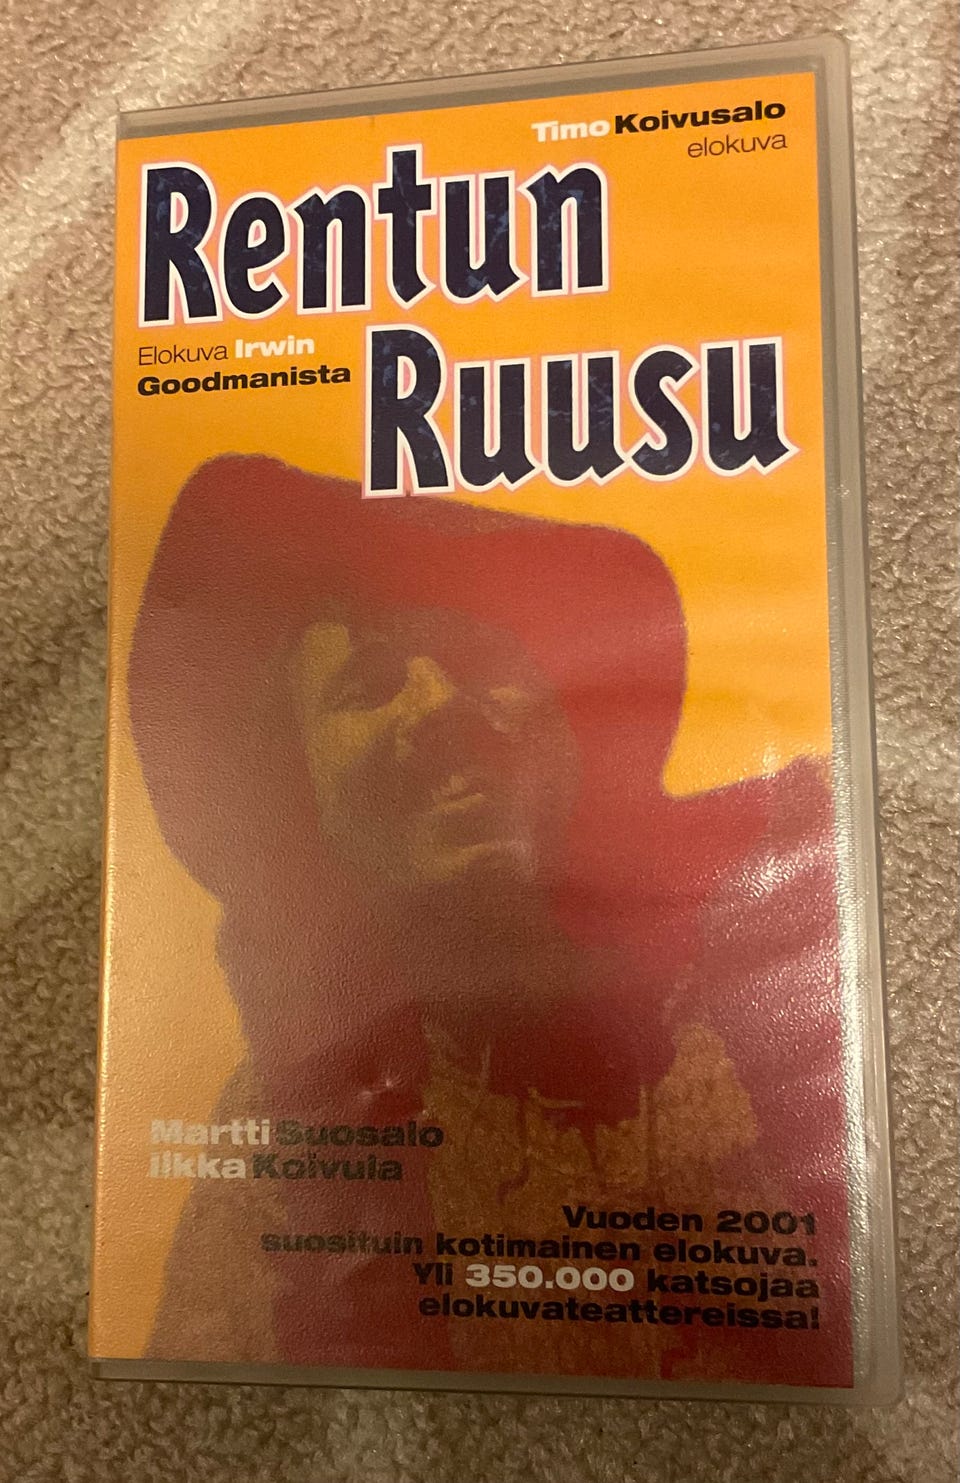 Timo Koivusalo
elokuva
Rentun
Ruusu
Elokuva Irwin
Goodmanista
Martti Suosalo
Ilkka Koivula
Vuoden 2001
suosituin kotimainen elokuva.
Yli 350.000 katsojaa
elokuvateattereissa!